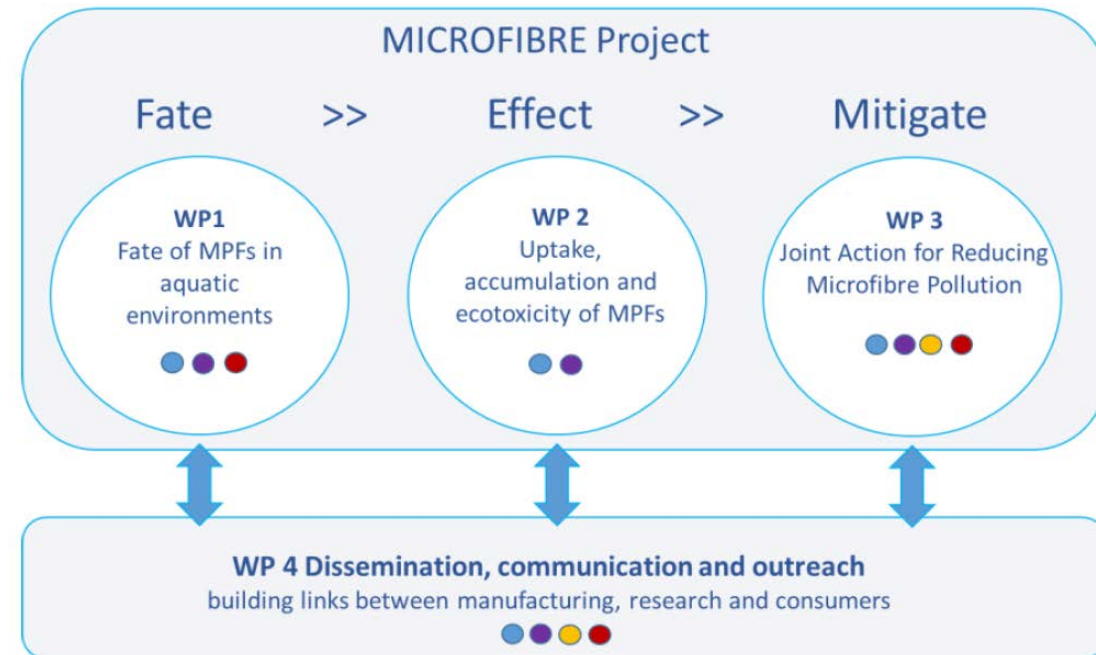 MICROFIBRE Project
Fate >> Effect >> Mitigate
WP1
Fate of MPFs in
aquatic
environments
WP 2
Uptake,
accumulation and
ecotoxicity of MPFs
WP 3
Joint Action for Reducing
Microfibre Pollution
WP 4 Dissemination, communication and outreach
building links between manufacturing, research and consumers